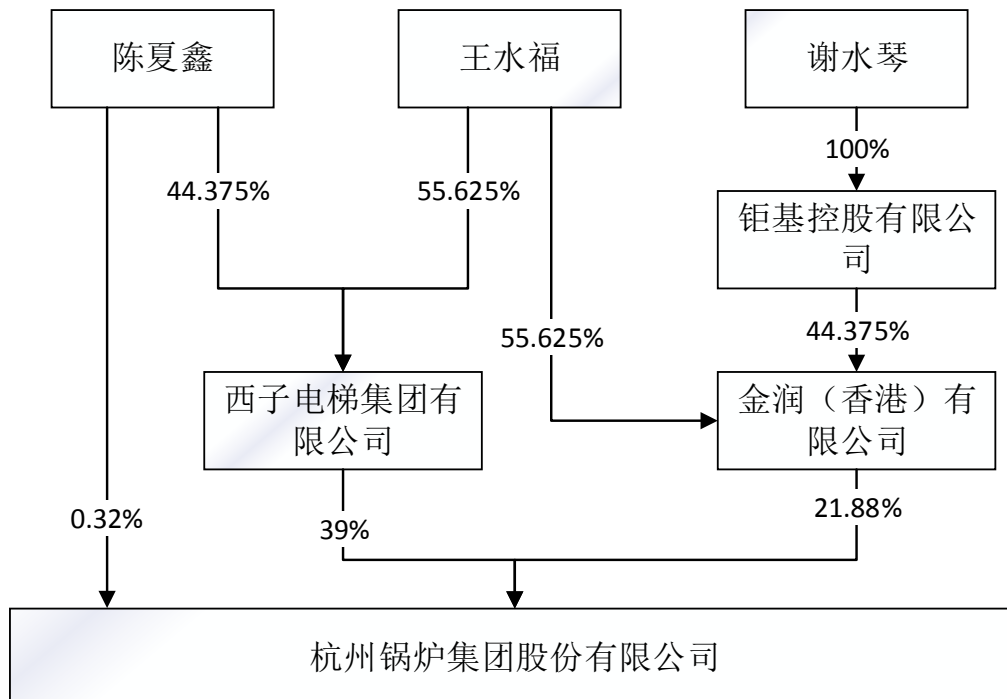 陈夏鑫
王水福
谢水琴
100%
44.375%
55.625%
钜基控股有限公
司
55.625%
44.375%
西子电梯集团有
限公司
金润（香港）有
限公司
0.32%
39%
21.88%
杭州锅炉集团股份有限公司